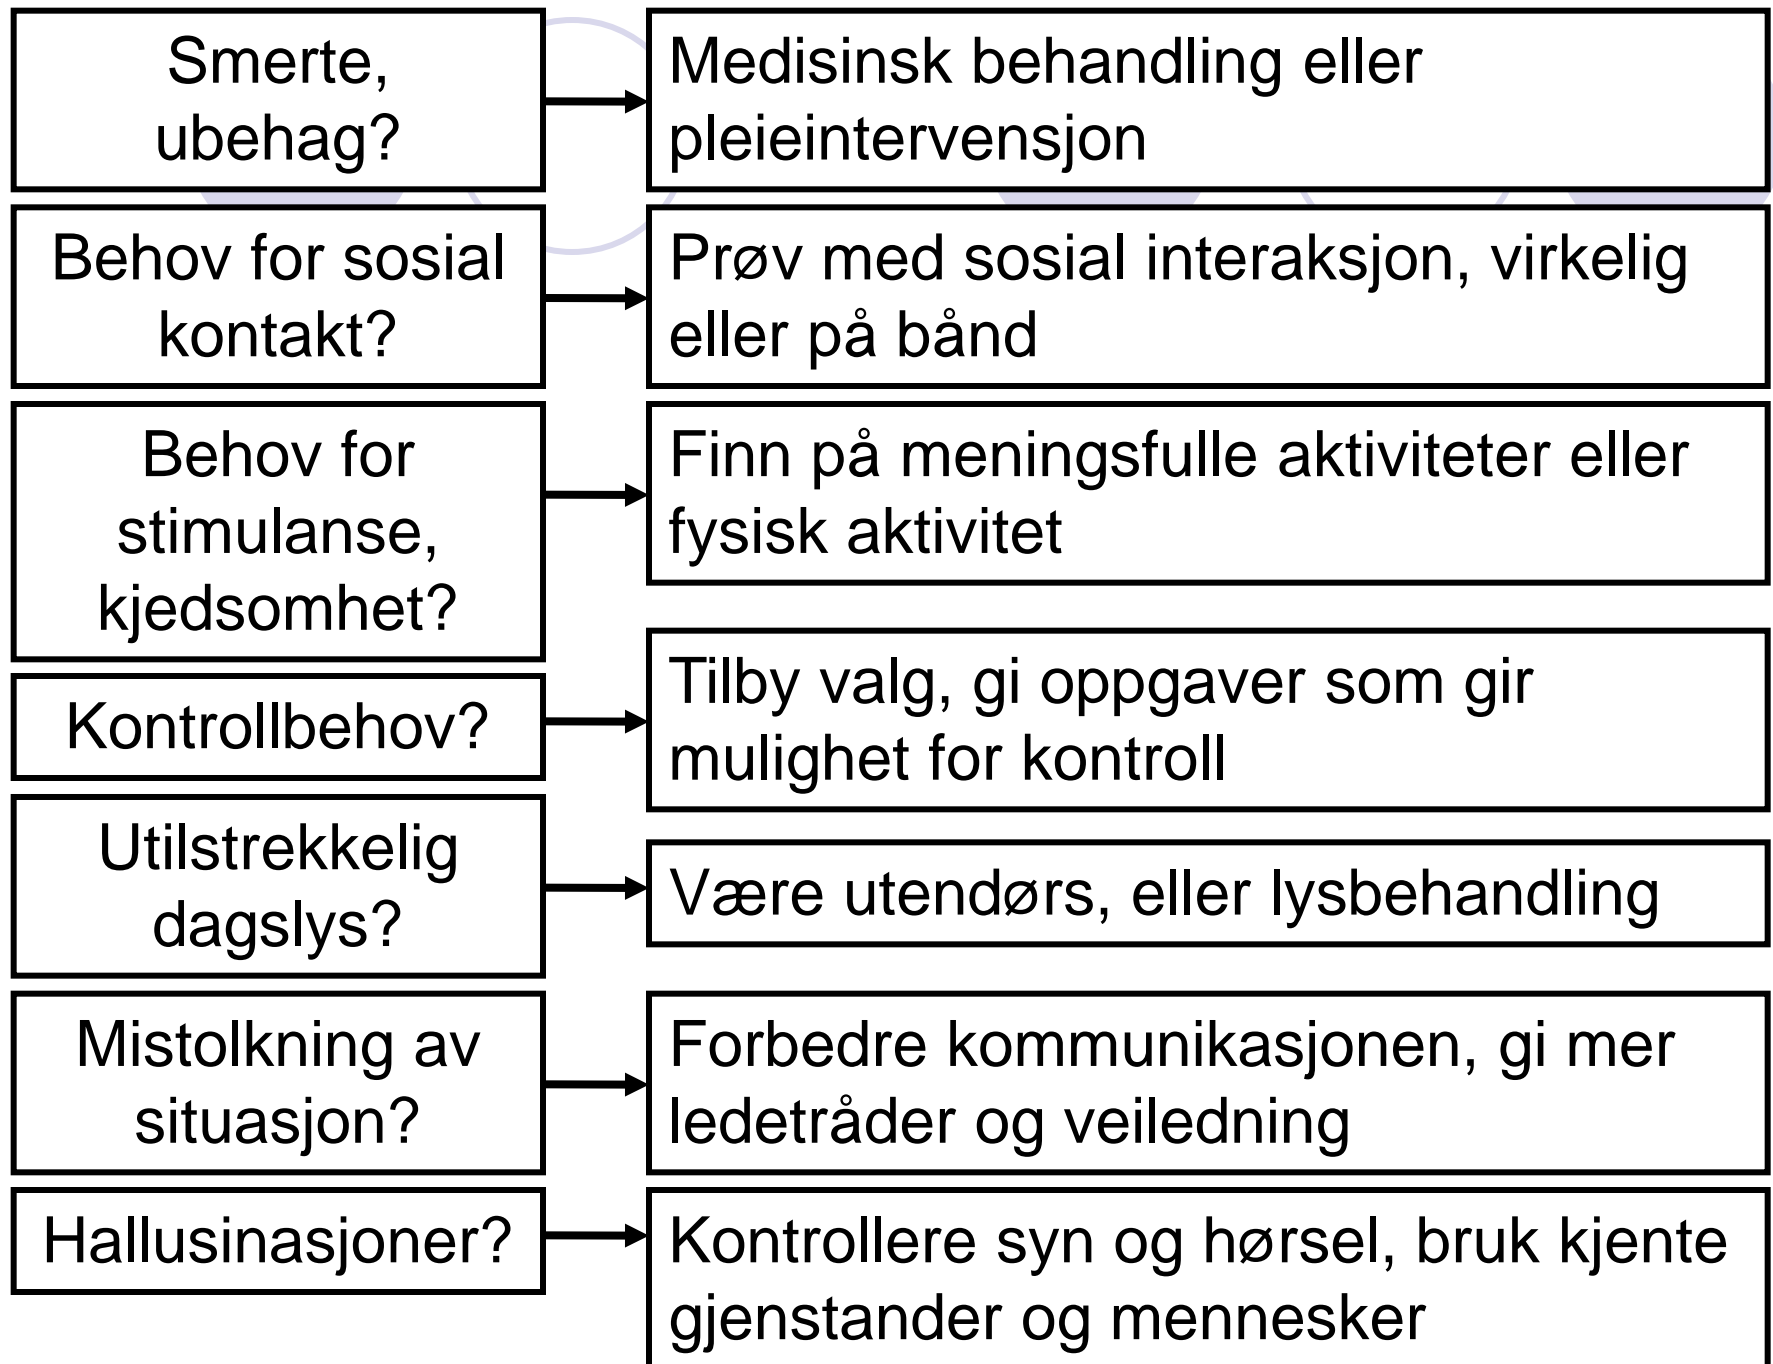 Smerte,
ubehag?
Medisinsk behandling eller
pleieintervensjon
Behov for sosial
kontakt?
Prøv med sosial interaksjon, virkelig
eller på bånd
Behov for
stimulanse,
kjedsomhet?
Finn på meningsfulle aktiviteter eller
fysisk aktivitet
Kontrollbehov?
Tilby valg, gi oppgaver som gir
mulighet for kontroll
Utilstrekkelig
dagslys?
Være utendørs, eller lysbehandling
Mistolkning av
situasjon?
Forbedre kommunikasjonen, gi mer
ledetråder og veiledning
Hallusinasjoner?
Kontrollere syn og hørsel, bruk kjente
gjenstander og mennesker